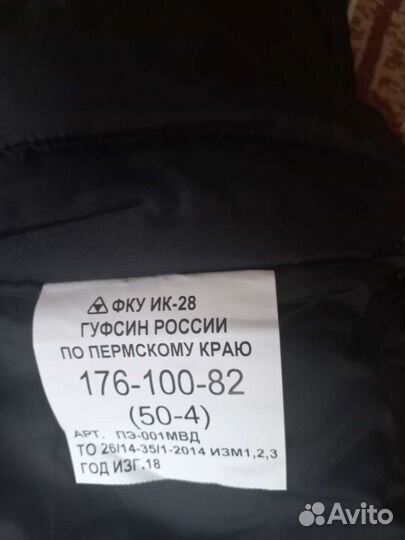 ФКУ ИК-28
ГУФСИН РОССИИ
ПО ПЕРМСКОМУ КРАЮ
176-100-82
(50-4)
АРТ. ПЭ-001МВД
ТО 26/14-35/1-2014 ИЗМ1,2,3
ГОД ИЗГ.18
Avito